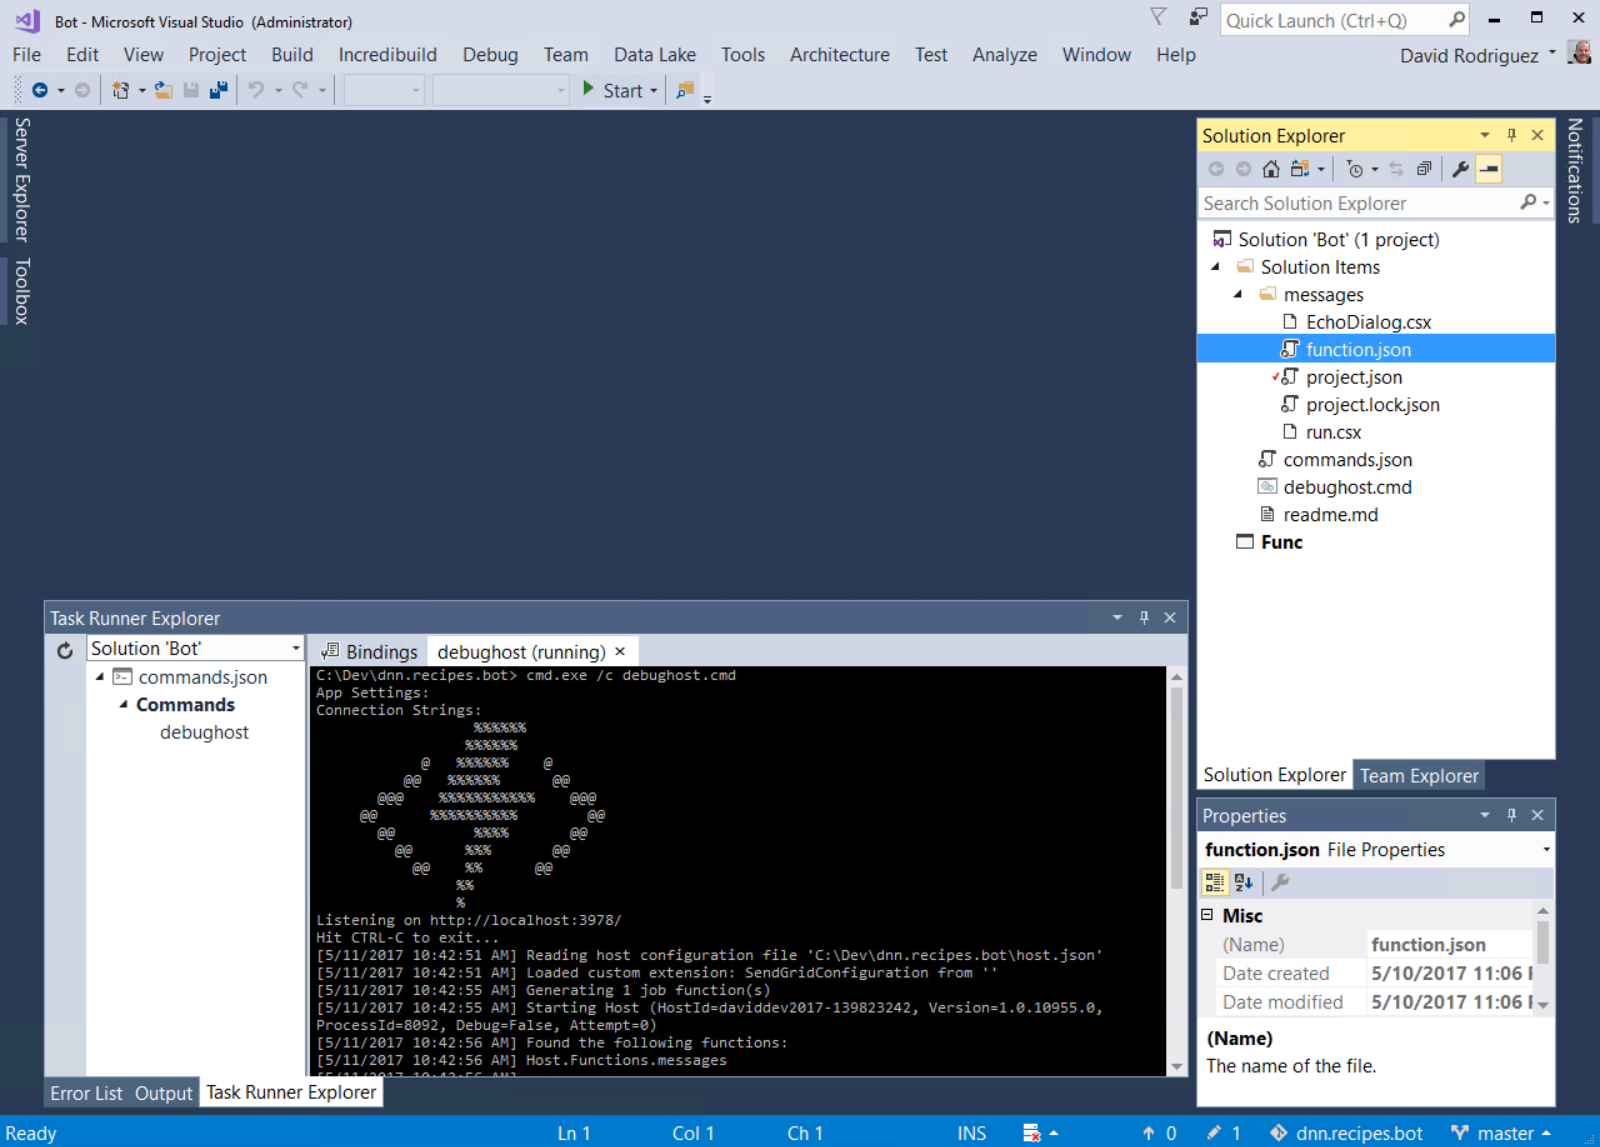 Bot - Microsoft Visual Studio (Administrator)
Quick Launch (Ctrl+Q)
File Edit View Project Build Incredibuild Debug Team Data Lake Tools Architecture Test Analyze Window Help
David Rodriguez
Start
Server Explorer
Toolbox
Notifications
Solution Explorer
Search Solution Explorer
Solution 'Bot' (1 project)
Solution Items
messages
EchoDialog.csx
function.json
project.json
project.lock.json
run.csx
commands.json
debughost.cmd
readme.md
Func
Solution Explorer Team Explorer
Task Runner Explorer
Solution 'Bot'
commands.json
Commands
debughost
Bindings debughost (running)
C:\Dev\dnn.recipes.bot> cmd.exe /c debughost.cmd
App Settings:
Connection Strings:
%%%%%%
%%%%%%
@ %%%%%% @
@@ %%%%%% @@
@@@ %%%%%%%%%%% @@@
@@ %%%%%%%%%% @@
@@ %%%% @@
@@ %%% @@
@@ %% @@
%%
%
Listening on http://localhost:3978/
Hit CTRL-C to exit...
[5/11/2017 10:42:51 AM] Reading host configuration file 'C:\Dev\dnn.recipes.bot\host.json'
[5/11/2017 10:42:51 AM] Loaded custom extension: SendGridConfiguration from ''
[5/11/2017 10:42:55 AM] Generating 1 job function(s)
[5/11/2017 10:42:55 AM] Starting Host (HostId=daviddev2017-139823242, Version=1.0.10955.0,
ProcessId=8092, Debug=False, Attempt=0)
[5/11/2017 10:42:56 AM] Found the following functions:
[5/11/2017 10:42:56 AM] Host.Functions.messages
[5/11/2017 10:42:56 AM]
Error List Output Task Runner Explorer
Properties
function.json File Properties
Misc
(Name) function.json
Date created 5/10/2017 11:06
Date modified 5/10/2017 11:06
(Name)
The name of the file.
Ready Ln 1 Col 1 Ch 1 INS 0 1 dnn.recipes.bot master